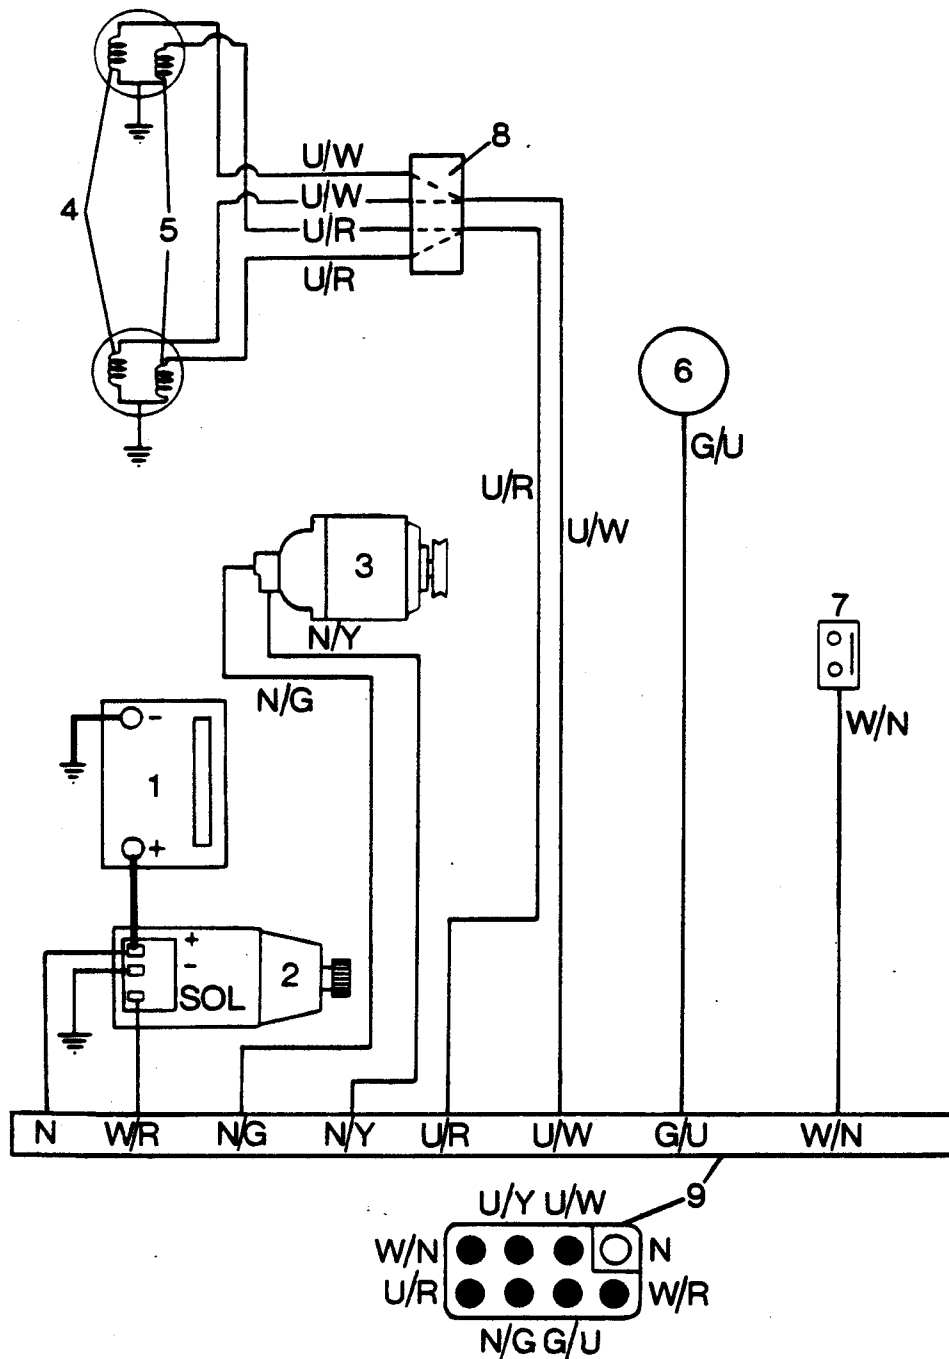 8
U/W
U/W
4
5
U/R
U/R
6
G/U
U/R
U/W
3
7
N/Y
N/G
W/N
-
1
+
+
-
2
SOL
N W/R N/G N/Y U/R U/W G/U W/N
9
U/Y U/W
W/N N
U/R W/R
N/G G/U